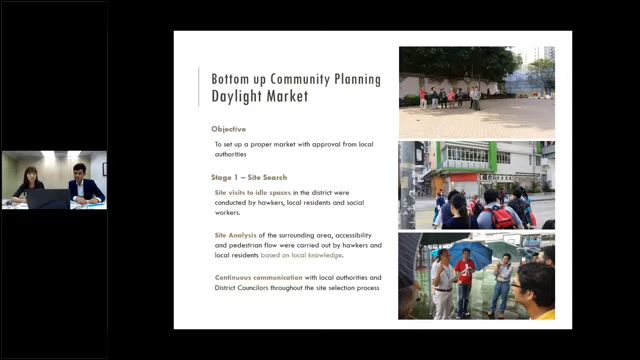 Bottom up Community Planning
Daylight Market
Objective
To set up a proper market with approval from local
authorities
Stage 1 – Site Search
Site visits to idle spaces in the district were
conducted by hawkers, local residents and social
workers.
Site Analysis of the surrounding area, accessibility
and pedestrian flow were carried out by hawkers and
local residents based on local knowledge.
Continuous communication with local authorities and
District Councilors throughout the site selection process